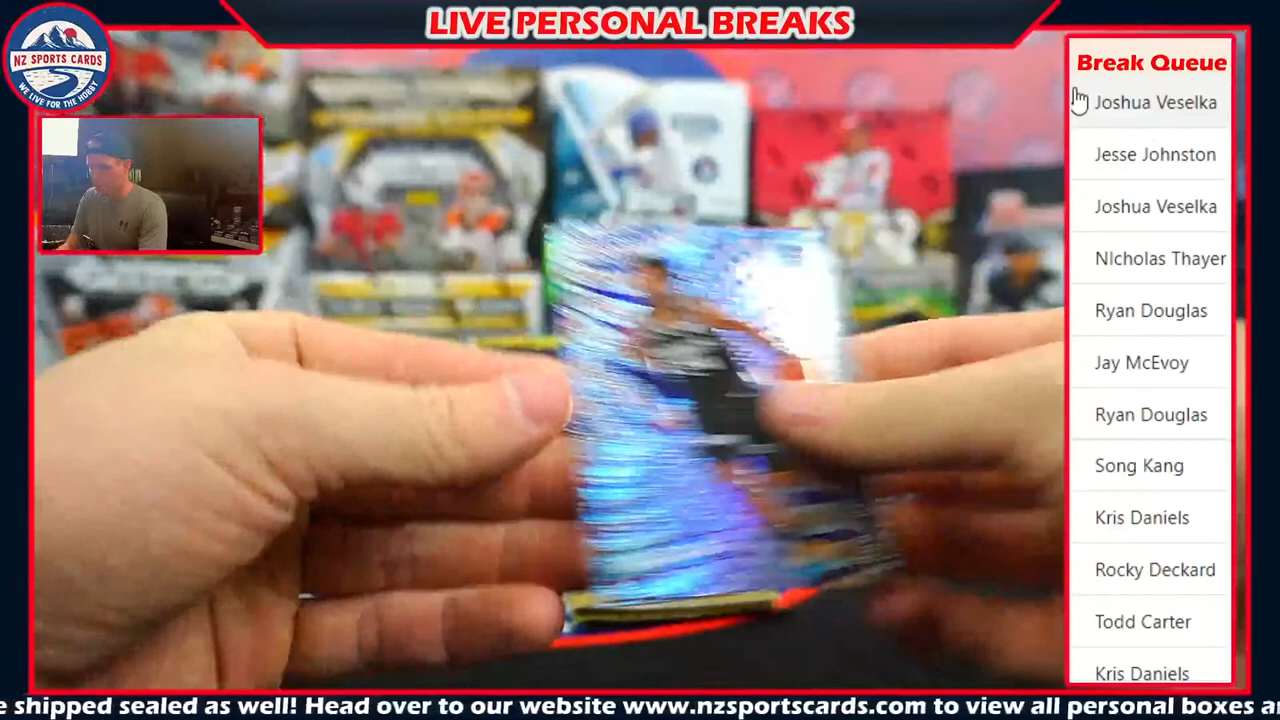 LIVE PERSONAL BREAKS
NZ SPORTS CARDS
WE LIVE FOR THE HOBBY
Break Queue
Joshua Veselka
Jesse Johnston
Joshua Veselka
NIcholas Thayer
Ryan Douglas
Jay McEvoy
Ryan Douglas
Song Kang
Kris Daniels
Rocky Deckard
Todd Carter
Kris Daniels
e shipped sealed as well! Head over to our website www.nzsportscards.com to view all personal boxes a